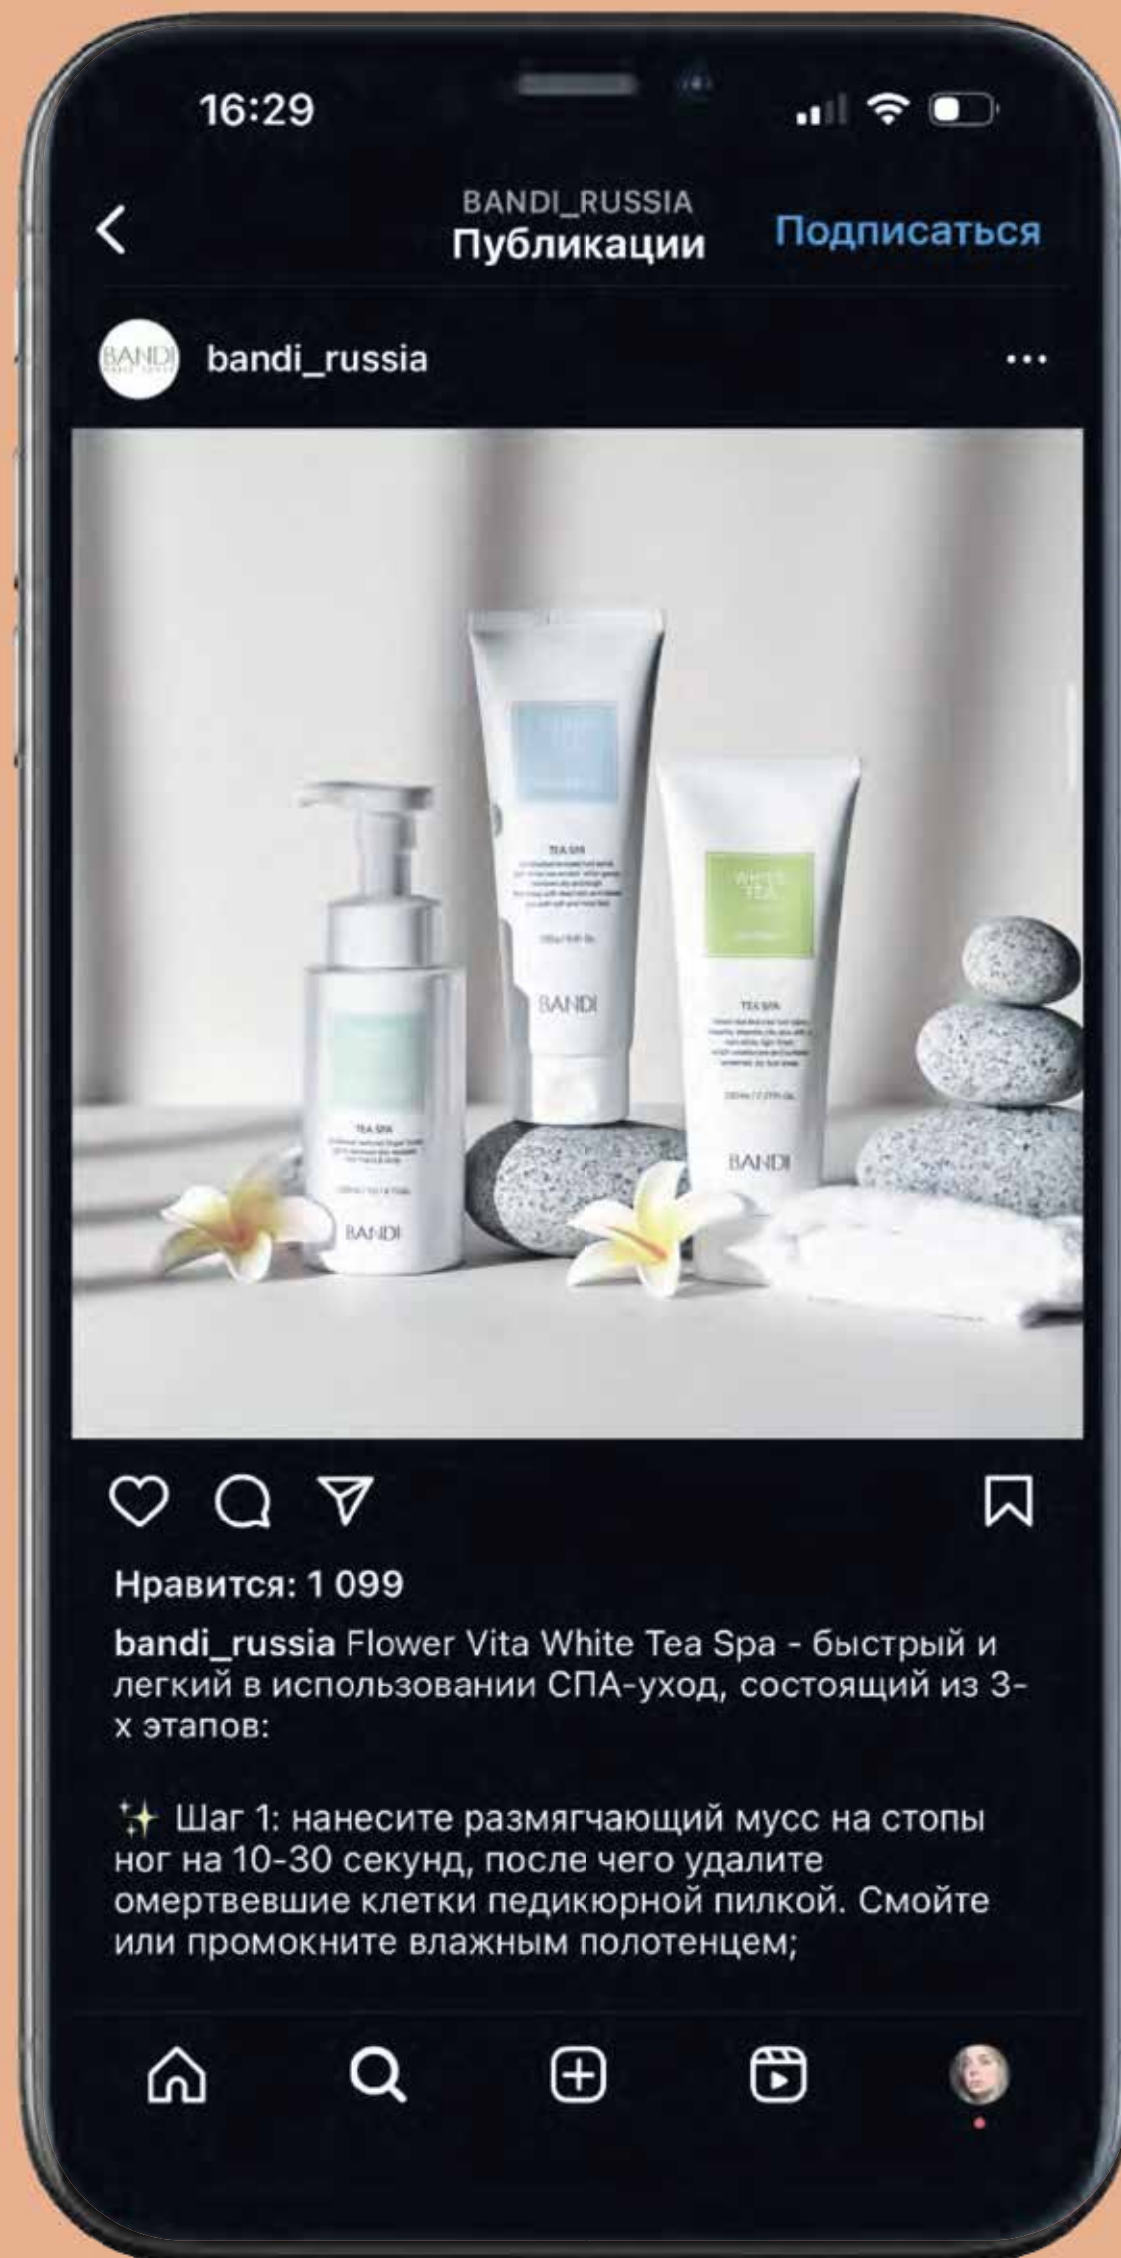 16:29
BANDI_RUSSIA
Публикации
Подписаться
BANDI
bandi_russia
WHITE
TEA
TEA SPA
TEA SPA
TEA SPA
BANDI
BANDI
BANDI
Нравится: 1 099
bandi_russia Flower Vita White Tea Spa - быстрый и
легкий в использовании СПА-уход, состоящий из 3-
х этапов:
✨ Шаг 1: нанесите размягчающий мусс на стопы
ног на 10-30 секунд, после чего удалите
омертвевшие клетки педикюрной пилкой. Смойте
или промокните влажным полотенцем;